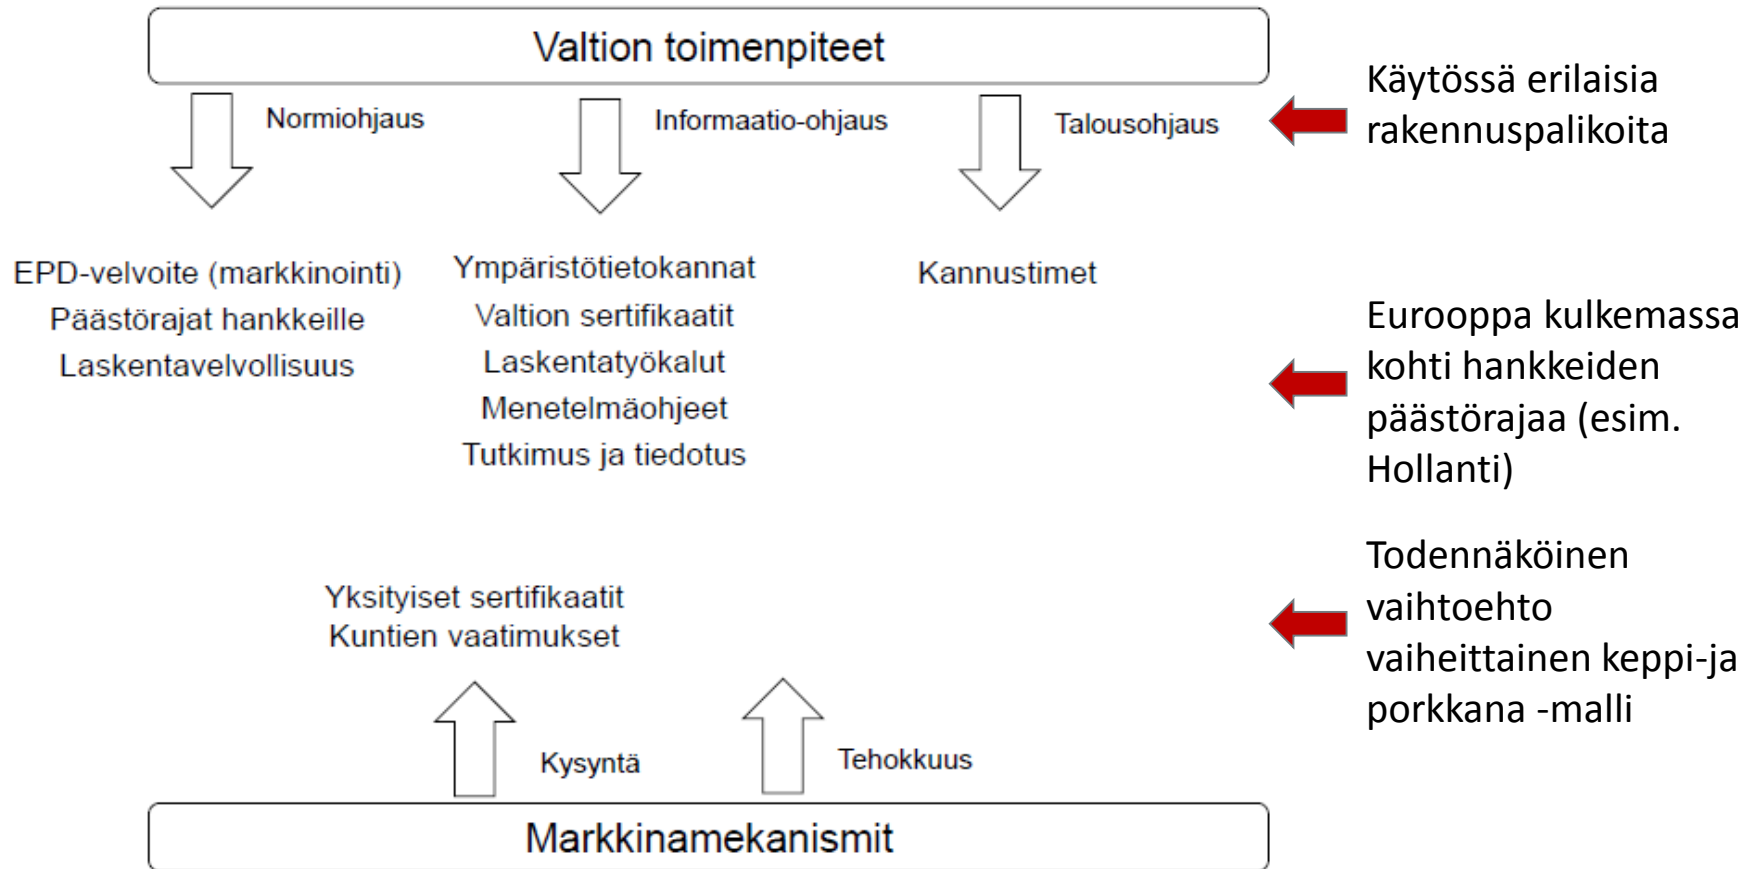 Valtion toimenpiteet
Normiohjaus
Informaatio-ohjaus
Talousohjaus
EPD-velvoite (markkinointi)
Päästörajat hankkeille
Laskentavelvollisuus
Ympäristötietokannat
Valtion sertifikaatit
Laskentatyökalut
Menetelmäohjeet
Tutkimus ja tiedotus
Kannustimet
Yksityiset sertifikaatit
Kuntien vaatimukset
Kysyntä
Tehokkuus
Markkinamekanismit
Käytössä erilaisia
rakennuspalikoita
Eurooppa kulkemassa
kohti hankkeiden
päästörajaa (esim.
Hollanti)
Todennäköinen
vaihtoehto
vaiheittainen keppi-ja
porkkana -malli